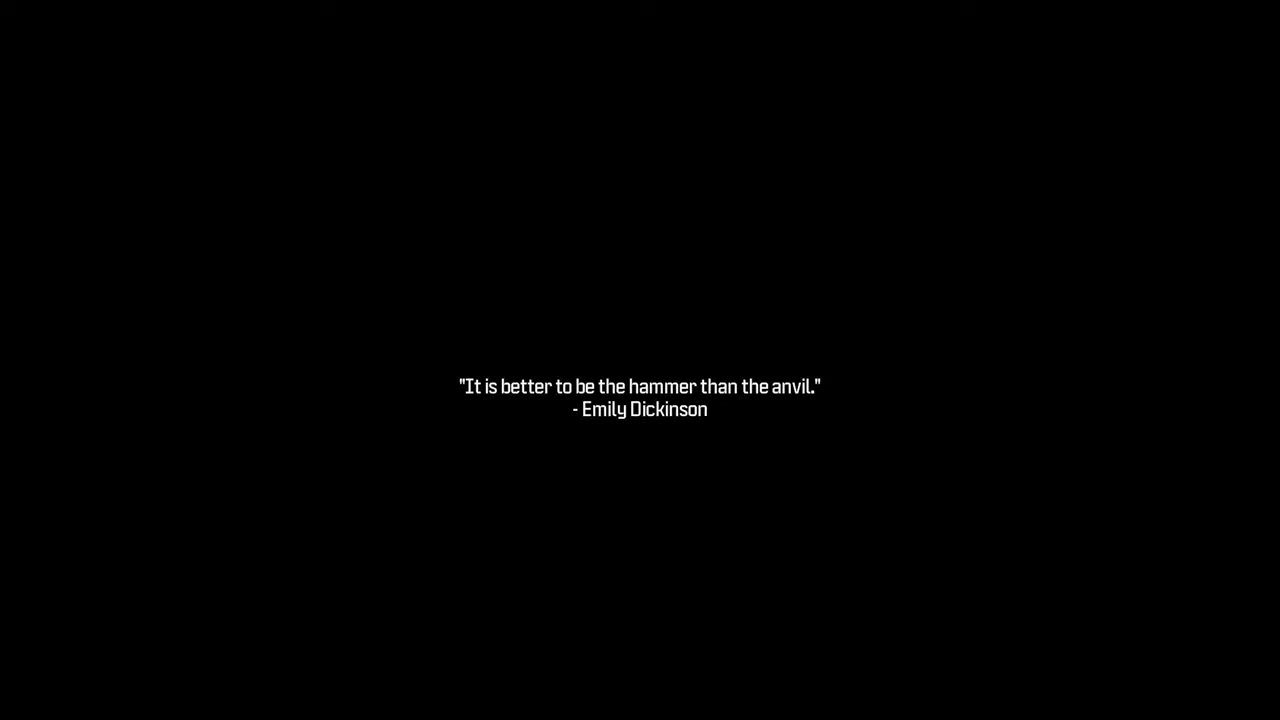 "It is better to be the hammer than the anvil."
- Emily Dickinson